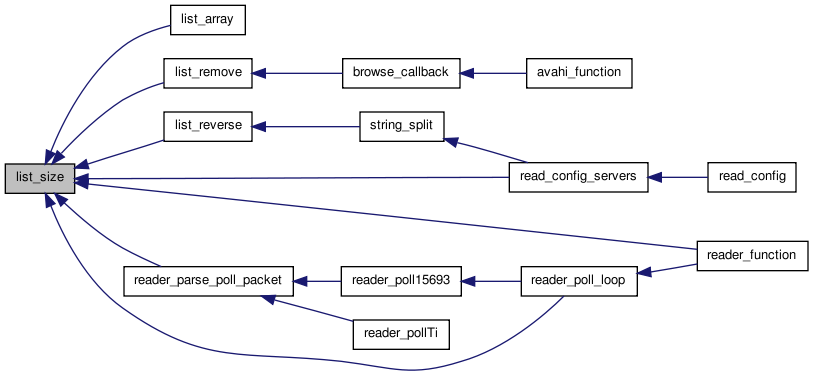 list_array
list_remove
browse_callback
avahi_function
list_reverse
string_split
list_size
read_config_servers
read_config
reader_function
reader_parse_poll_packet
reader_poll15693
reader_poll_loop
reader_pollTi